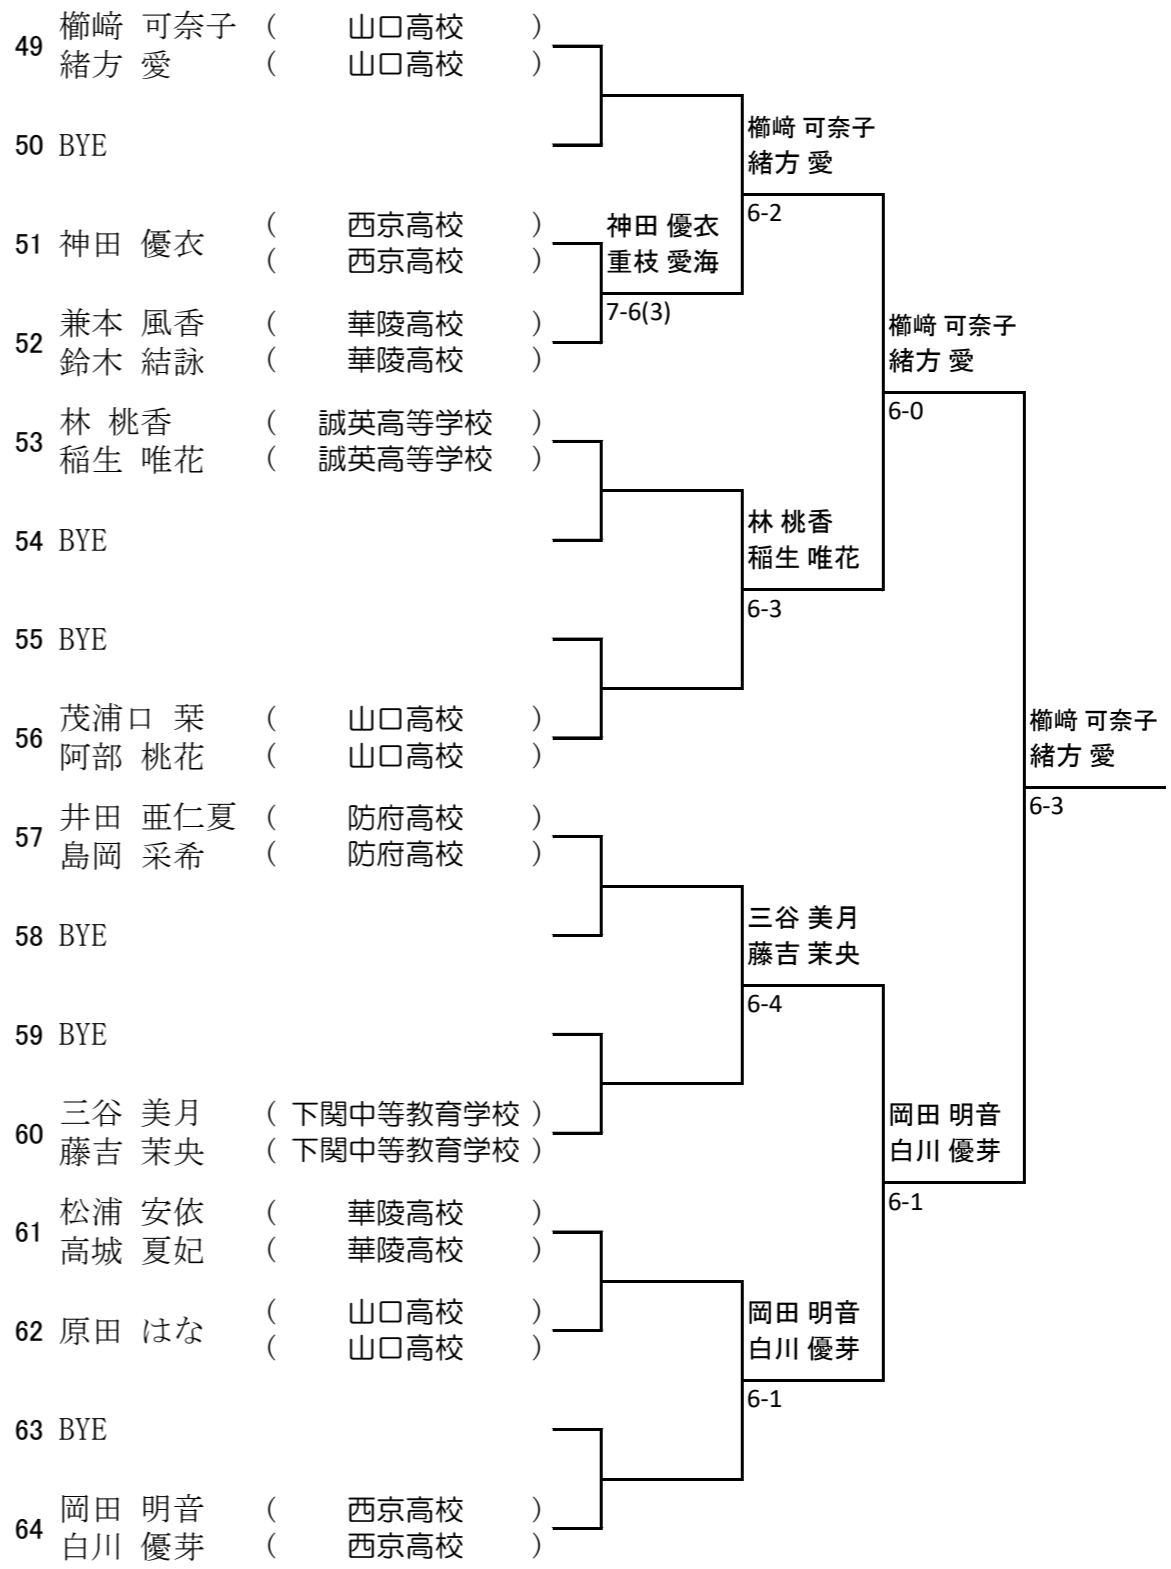 49 櫛﨑 可奈子 ( 山口高校 )
緒方 愛 ( 山口高校 )
50 BYE
櫛﨑 可奈子
緒方 愛
6-2
51 神田 優衣 ( 西京高校 )
( 西京高校 )
神田 優衣
重枝 愛海
7-6(3)
52 兼本 風香 ( 華陵高校 )
鈴木 結詠 ( 華陵高校 )
櫛﨑 可奈子
緒方 愛
6-0
53 林 桃香 ( 誠英高等学校 )
稲生 唯花 ( 誠英高等学校 )
54 BYE
林 桃香
稲生 唯花
6-3
55 BYE
56 茂浦口 栞 ( 山口高校 )
阿部 桃花 ( 山口高校 )
櫛﨑 可奈子
緒方 愛
6-3
57 井田 亜仁夏 ( 防府高校 )
島岡 采希 ( 防府高校 )
58 BYE
三谷 美月
藤吉 茉央
6-4
59 BYE
60 三谷 美月 ( 下関中等教育学校 )
藤吉 茉央 ( 下関中等教育学校 )
岡田 明音
白川 優芽
6-1
61 松浦 安依 ( 華陵高校 )
高城 夏妃 ( 華陵高校 )
62 原田 はな ( 山口高校 )
( 山口高校 )
岡田 明音
白川 優芽
6-1
63 BYE
64 岡田 明音 ( 西京高校 )
白川 優芽 ( 西京高校 )